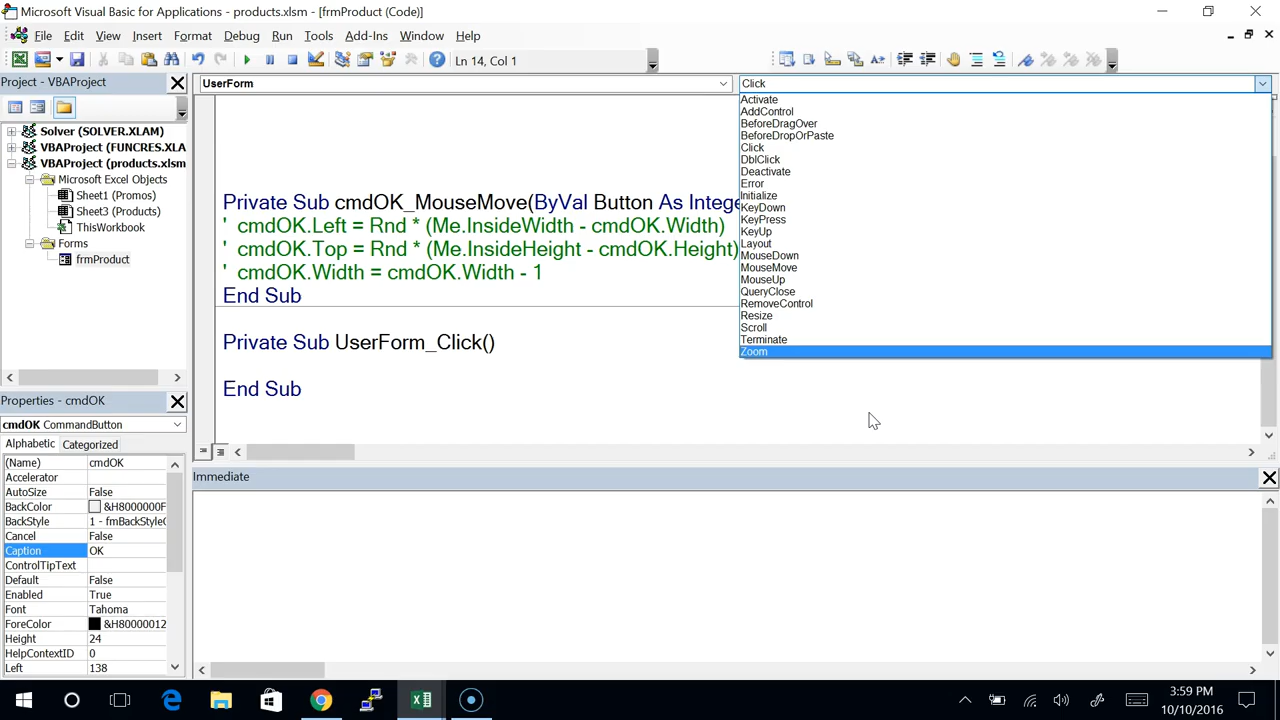 Microsoft Visual Basic for Applications - products.xlsm - [frmProduct (Code)]
File Edit View Insert Format Debug Run Tools Add-Ins Window Help
Ln 14, Col 1
Project - VBAProject
UserForm
Click
Solver (SOLVER.XLAM)
VBAProject (FUNCRES.XLA
VBAProject (products.xlsm
Microsoft Excel Objects
Sheet1 (Promos)
Sheet3 (Products)
ThisWorkbook
Forms
frmProduct
Private Sub cmdOK_MouseMove(ByVal Button As Intege
' cmdOK.Left = Rnd * (Me.InsideWidth - cmdOK.Width)
' cmdOK.Top = Rnd * (Me.InsideHeight - cmdOK.Height)
' cmdOK.Width = cmdOK.Width - 1
End Sub
Private Sub UserForm_Click()
End Sub
Activate
AddControl
BeforeDragOver
BeforeDropOrPaste
Click
DblClick
Deactivate
Error
Initialize
KeyDown
KeyPress
KeyUp
Layout
MouseDown
MouseMove
MouseUp
QueryClose
RemoveControl
Resize
Scroll
Terminate
Zoom
Properties - cmdOK
cmdOK CommandButton
Alphabetic Categorized
(Name) cmdOK
Accelerator
AutoSize False
BackColor &H8000000F
BackStyle 1 - fmBackStyleO
Cancel False
Caption OK
ControlTipText
Default False
Enabled True
Font Tahoma
ForeColor &H80000012
Height 24
HelpContextID 0
Left 138
Immediate
3:59 PM
10/10/2016